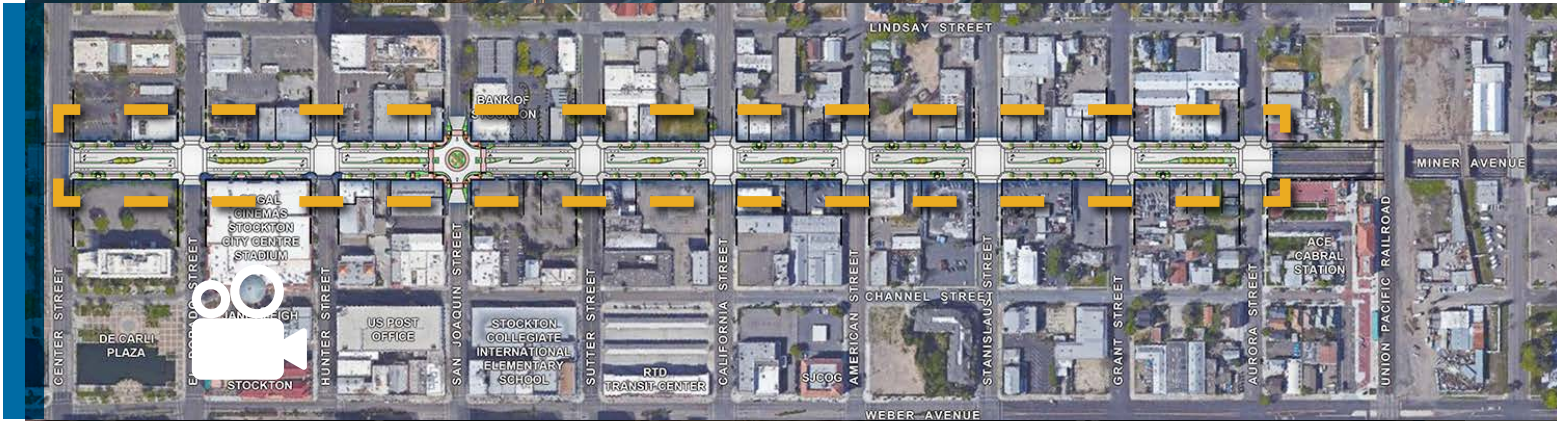 LINDSAY STREET
BANK OF
STOCKTON
MINER AVENUE
CINEMAS
STOCKTON
CITY CENTRE
STADIUM
CENTER STREET
STREET
HUNTER STREET
SAN JOAQUIN STREET
SUTTER STREET
CALIFORNIA STREET
AMERICAN STREET
STANISLAUS STREET
GRANT STREET
AURORA STREET
UNION PACIFIC RAILROAD
ACE
CABRAL
STATION
CHANNEL STREET
DE CARLI
PLAZA
US POST
OFFICE
STOCKTON
COLLEGIATE
INTERNATIONAL
ELEMENTARY
SCHOOL
RTD
TRANSIT CENTER
SJCOG
STOCKTON
WEBER AVENUE